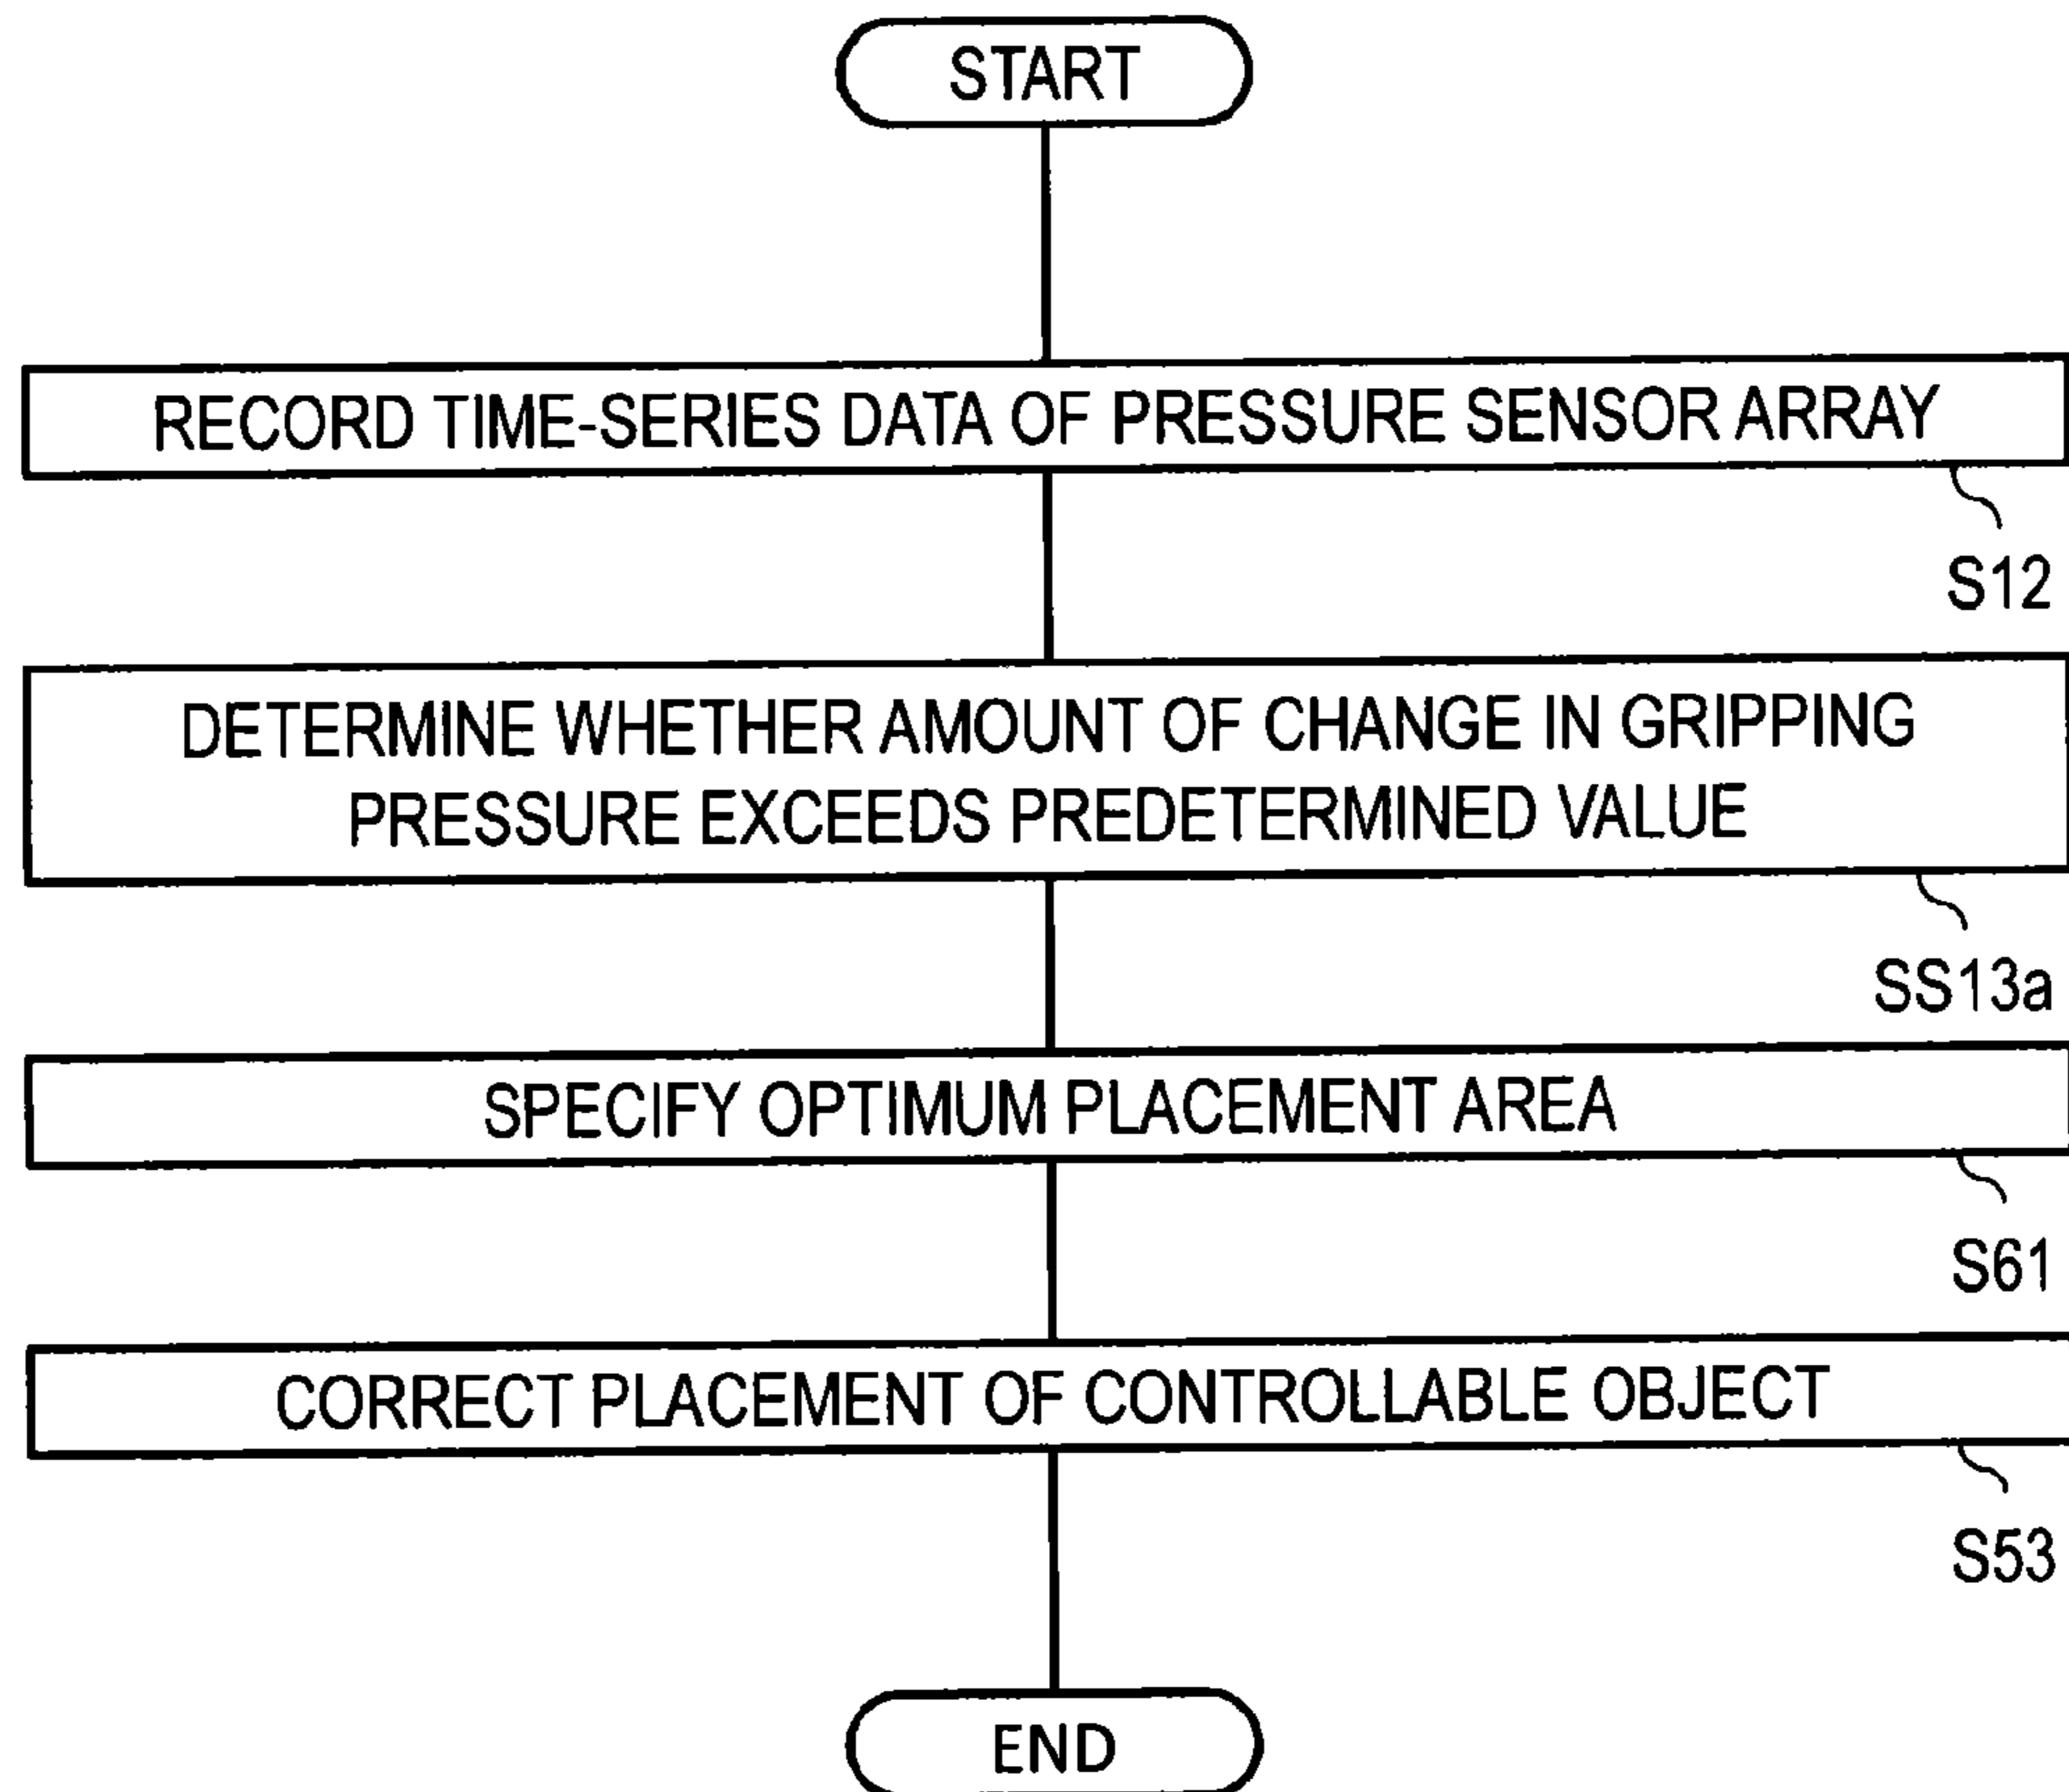 START
RECORD TIME-SERIES DATA OF PRESSURE SENSOR ARRAY
S12
DETERMINE WHETHER AMOUNT OF CHANGE IN GRIPPING
PRESSURE EXCEEDS PREDETERMINED VALUE
SS13a
SPECIFY OPTIMUM PLACEMENT AREA
S61
CORRECT PLACEMENT OF CONTROLLABLE OBJECT
S53
END